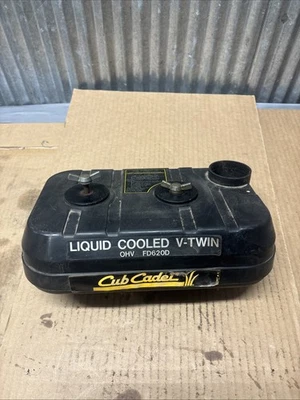 LIQUID COOLED V-TWIN
OHV FD620D
Cub Cadet